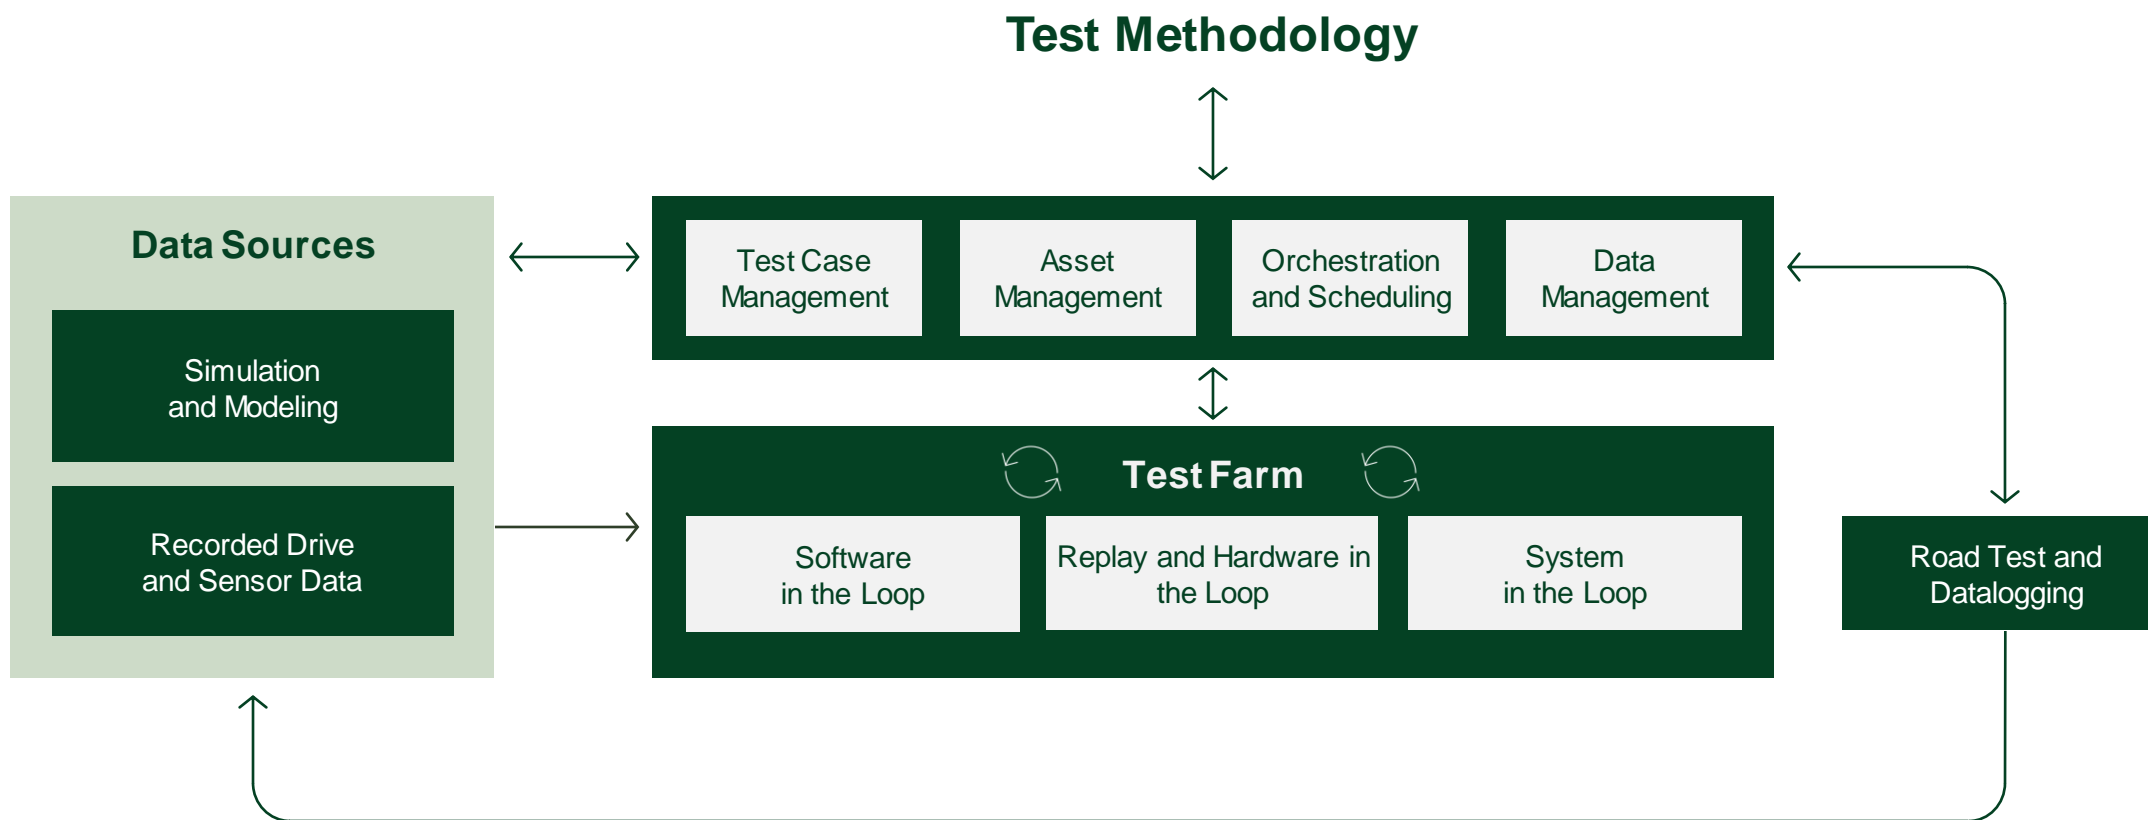 Test Methodology
Data Sources
Simulation
and Modeling
Recorded Drive
and Sensor Data
Test Case
Management
Asset
Management
Orchestration
and Scheduling
Data
Management
Test Farm
Software
in the Loop
Replay and Hardware in
the Loop
System
in the Loop
Road Test and
Datalogging